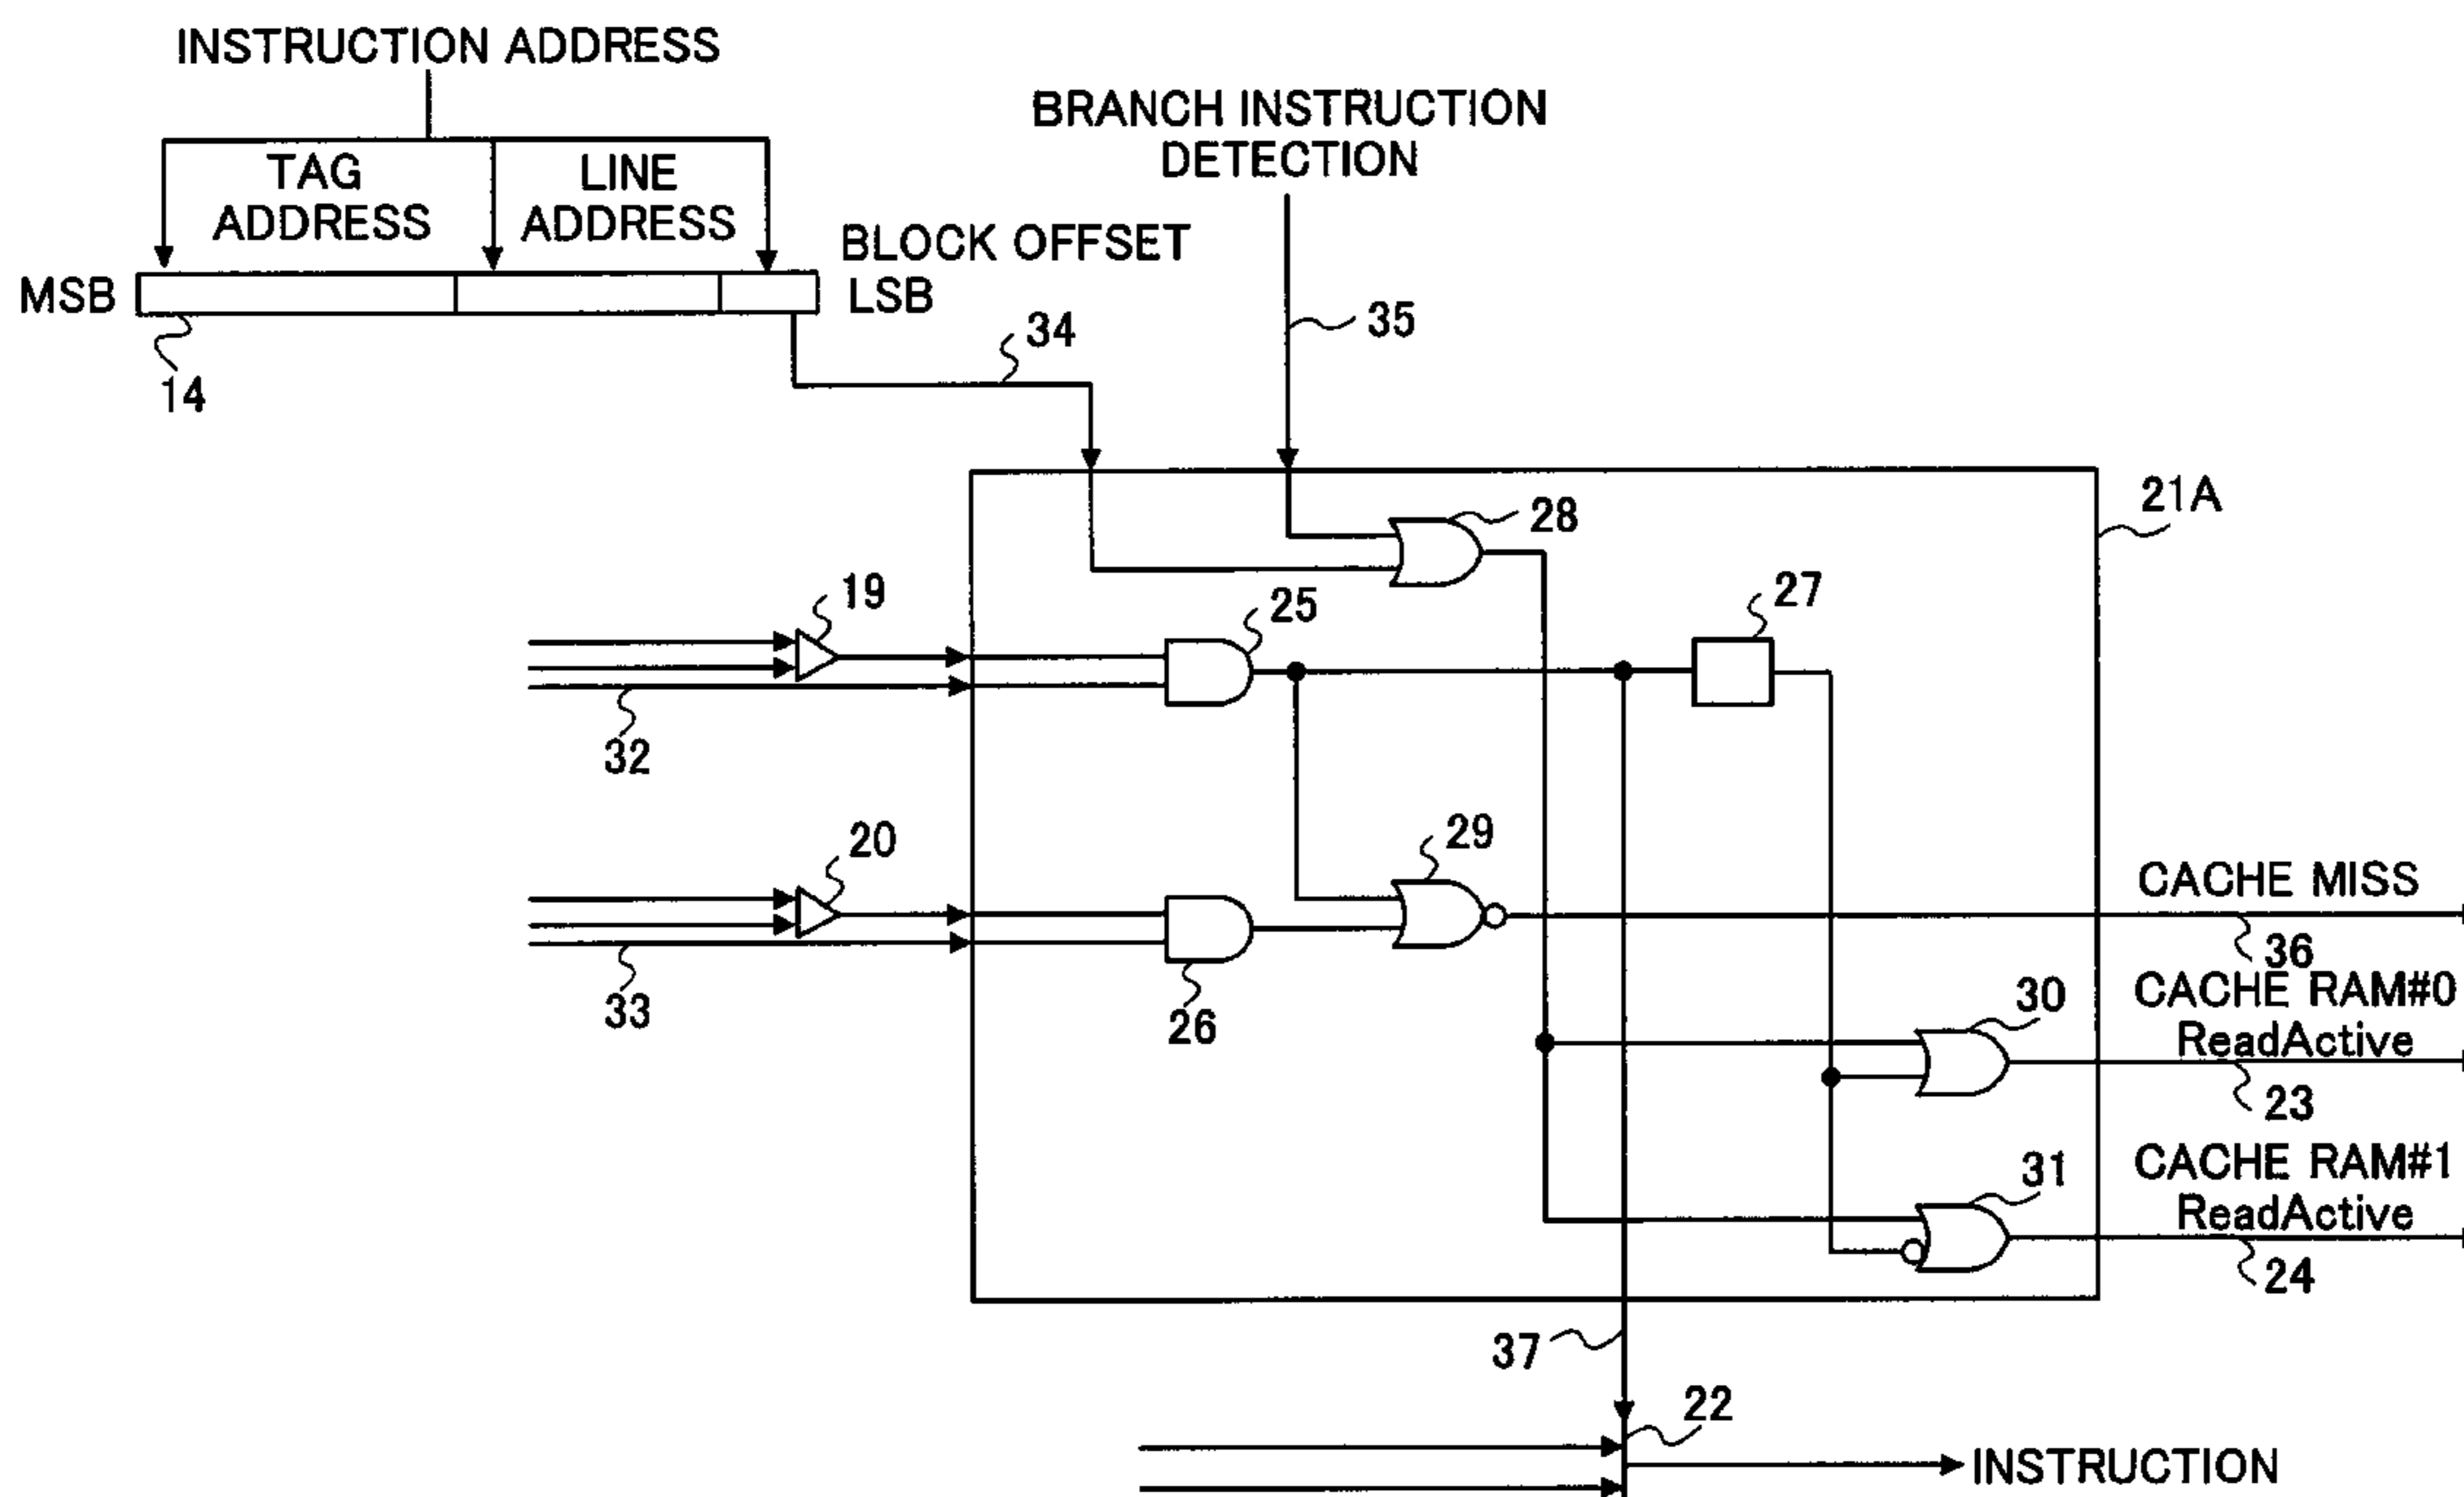 INSTRUCTION ADDRESS
TAG
ADDRESS
LINE
ADDRESS
BRANCH INSTRUCTION
DETECTION
BLOCK OFFSET
MSB
LSB
14
34
35
21A
28
19
25
27
32
20
29
33
26
CACHE MISS
36
30
CACHE RAM#0
ReadActive
23
31
CACHE RAM#1
ReadActive
24
37
22
INSTRUCTION